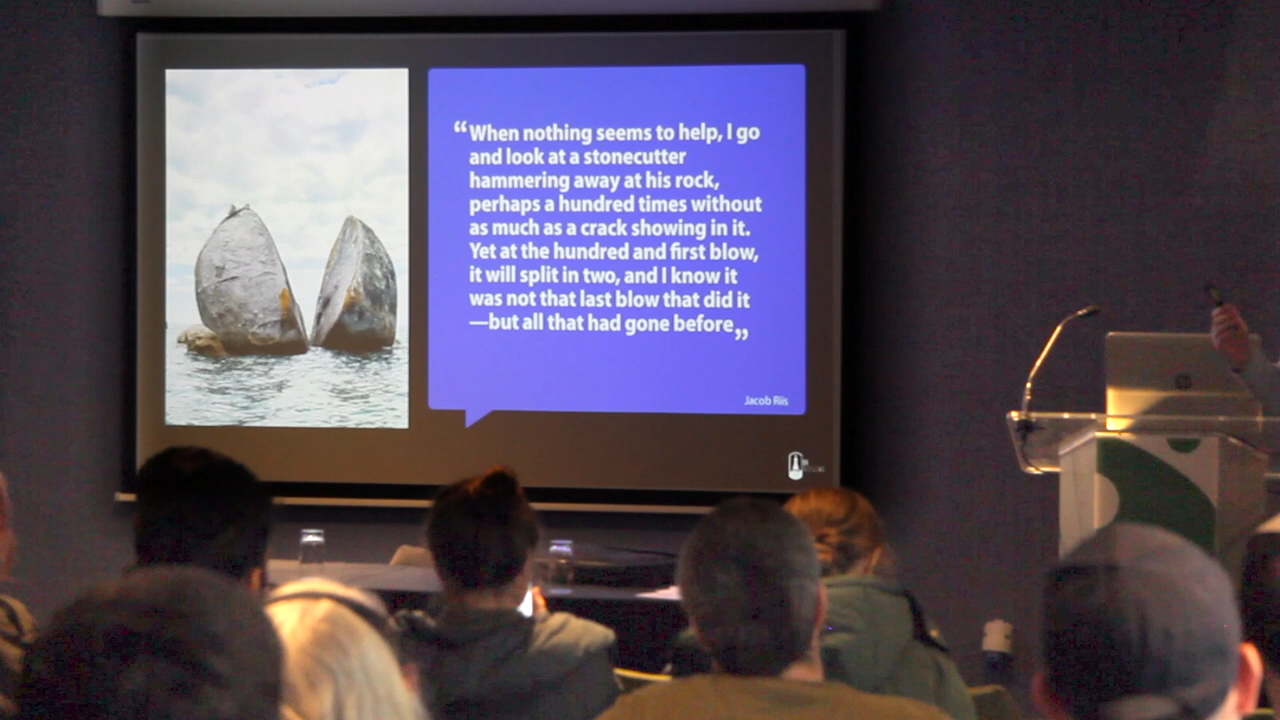 “When nothing seems to help, I go
and look at a stonecutter
hammering away at his rock,
perhaps a hundred times without
as much as a crack showing in it.
Yet at the hundred and first blow,
it will split in two, and I know it
was not that last blow that did it
—but all that had gone before„
Jacob Riis